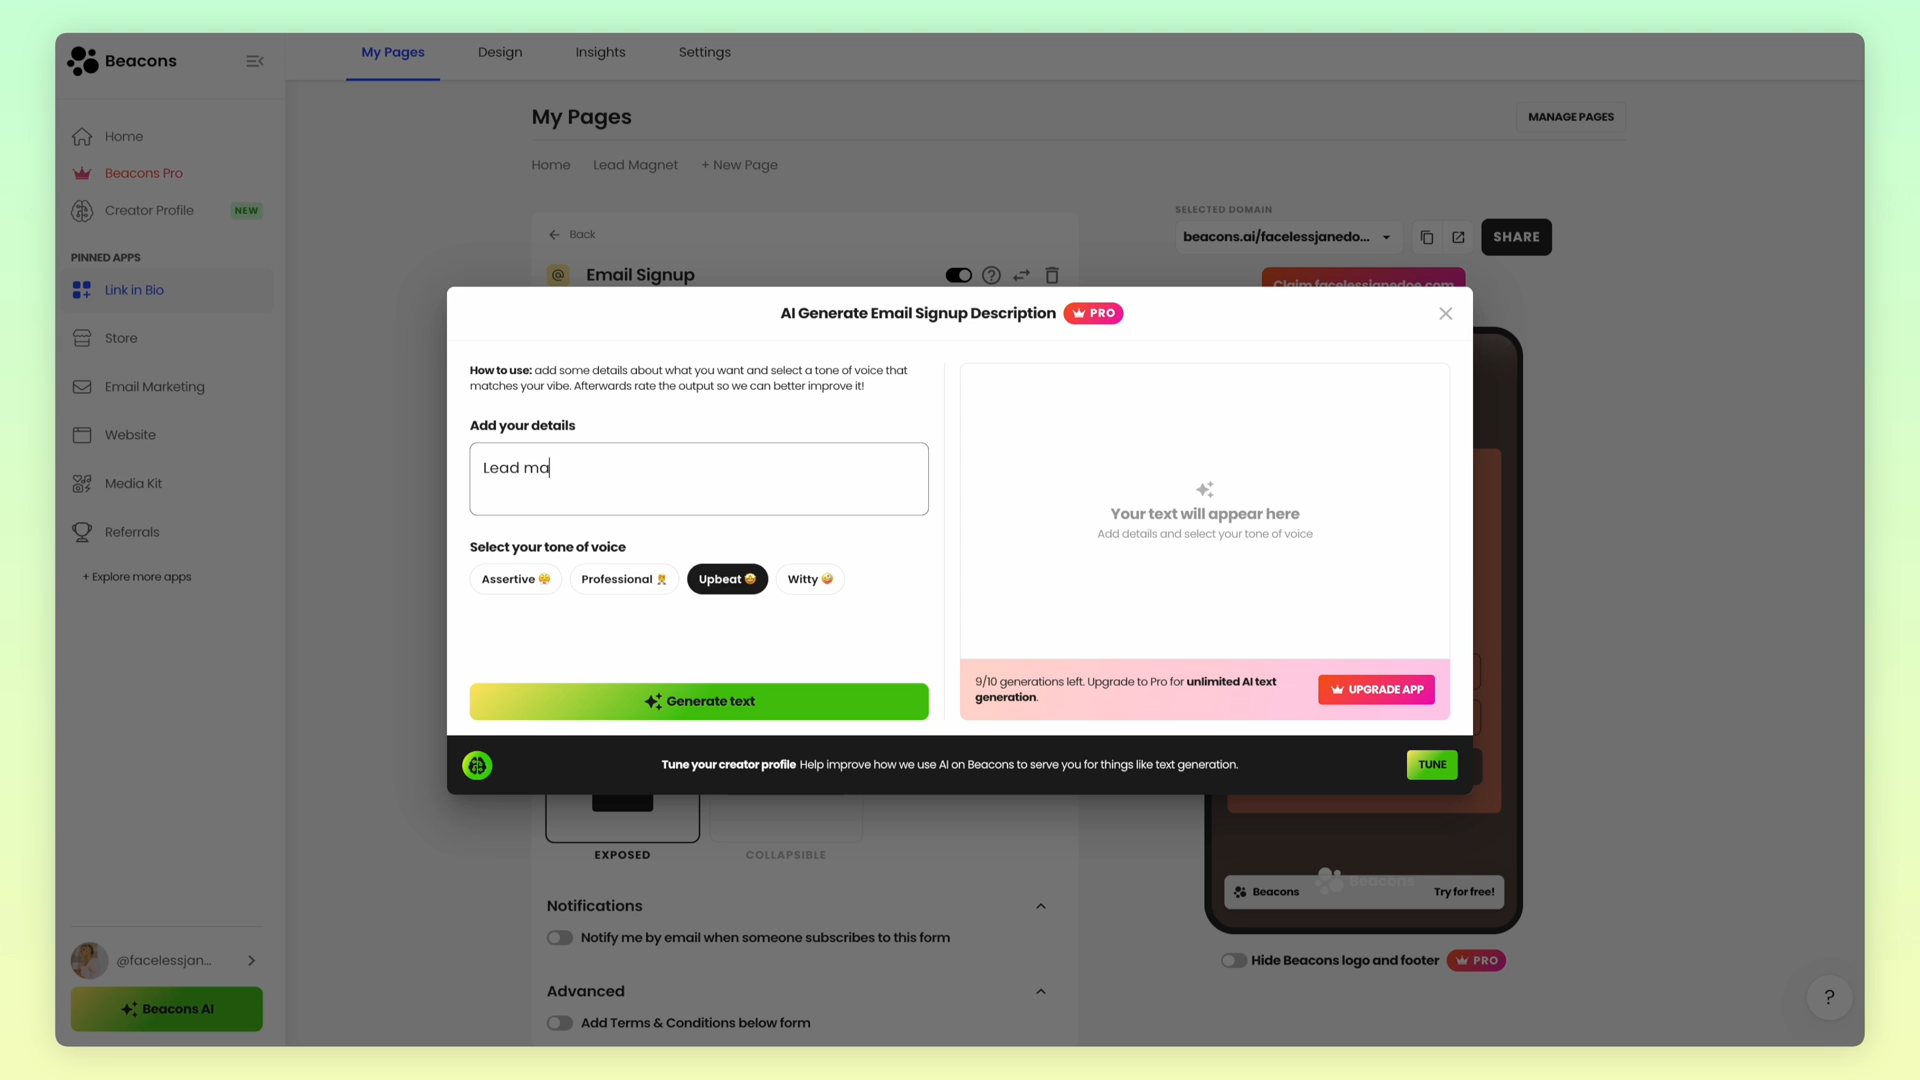 Beacons
My Pages
Design
Insights
Settings
Home
Beacons Pro
Creator Profile
NEW
PINNED APPS
Link in Bio
Store
Email Marketing
Website
Media Kit
Referrals
+ Explore more apps
@facelessjan...
Beacons AI
My Pages
MANAGE PAGES
Home
Lead Magnet
+ New Page
Back
Email Signup
SELECTED DOMAIN
beacons.ai/facelessjanedo...
SHARE
Claim facelessjanedoe.com
AI Generate Email Signup Description
PRO
How to use: add some details about what you want and select a tone of voice that
matches your vibe. Afterwards rate the output so we can better improve it!
Add your details
Lead ma
Select your tone of voice
Assertive
Professional
Upbeat
Witty
Generate text
Your text will appear here
Add details and select your tone of voice
9/10 generations left. Upgrade to Pro for unlimited AI text
generation.
UPGRADE APP
Tune your creator profile Help improve how we use AI on Beacons to serve you for things like text generation.
TUNE
EXPOSED
COLLAPSIBLE
Notifications
Notify me by email when someone subscribes to this form
Advanced
Add Terms & Conditions below form
Beacons
Beacons
Try for free!
Hide Beacons logo and footer
PRO
?